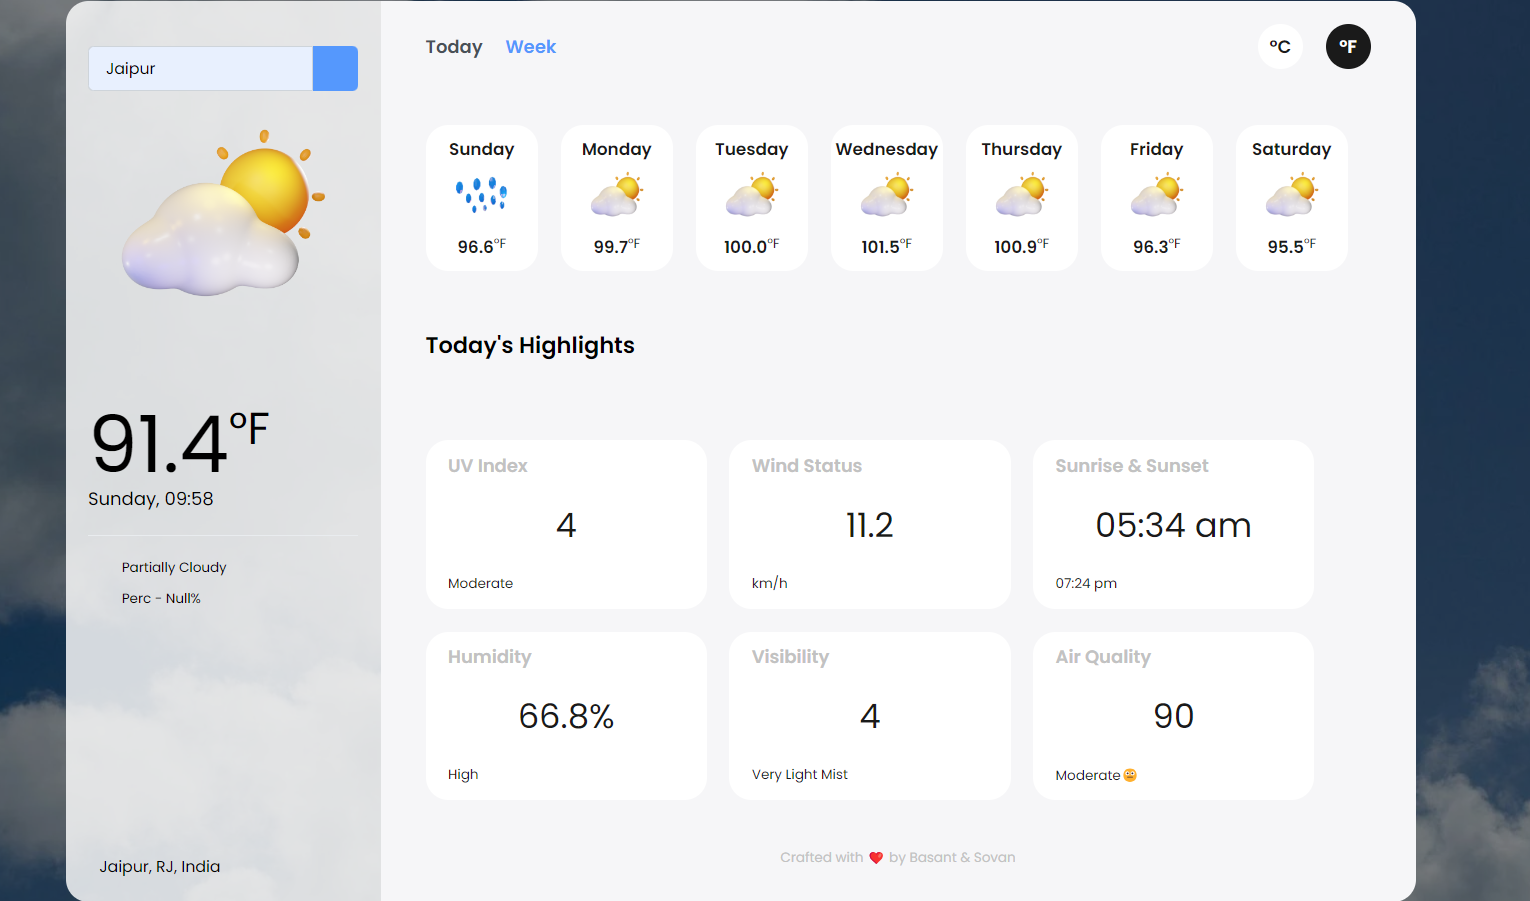 Jaipur
91.4°F
Sunday, 09:58
Partially Cloudy
Perc - Null%
Jaipur, RJ, India
Today Week °C °F
Sunday Monday Tuesday Wednesday Thursday Friday Saturday
96.6°F 99.7°F 100.0°F 101.5°F 100.9°F 96.3°F 95.5°F
Today's Highlights
UV Index Wind Status Sunrise & Sunset
4 11.2 05:34 am
Moderate km/h 07:24 pm
Humidity Visibility Air Quality
66.8% 4 90
High Very Light Mist Moderate😬
Crafted with ❤️ by Basant & Sovan